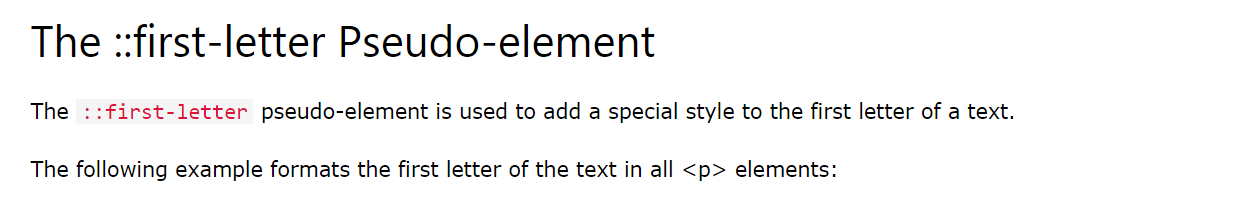 The ::first-letter Pseudo-element
The ::first-letter pseudo-element is used to add a special style to the first letter of a text.
The following example formats the first letter of the text in all <p> elements: